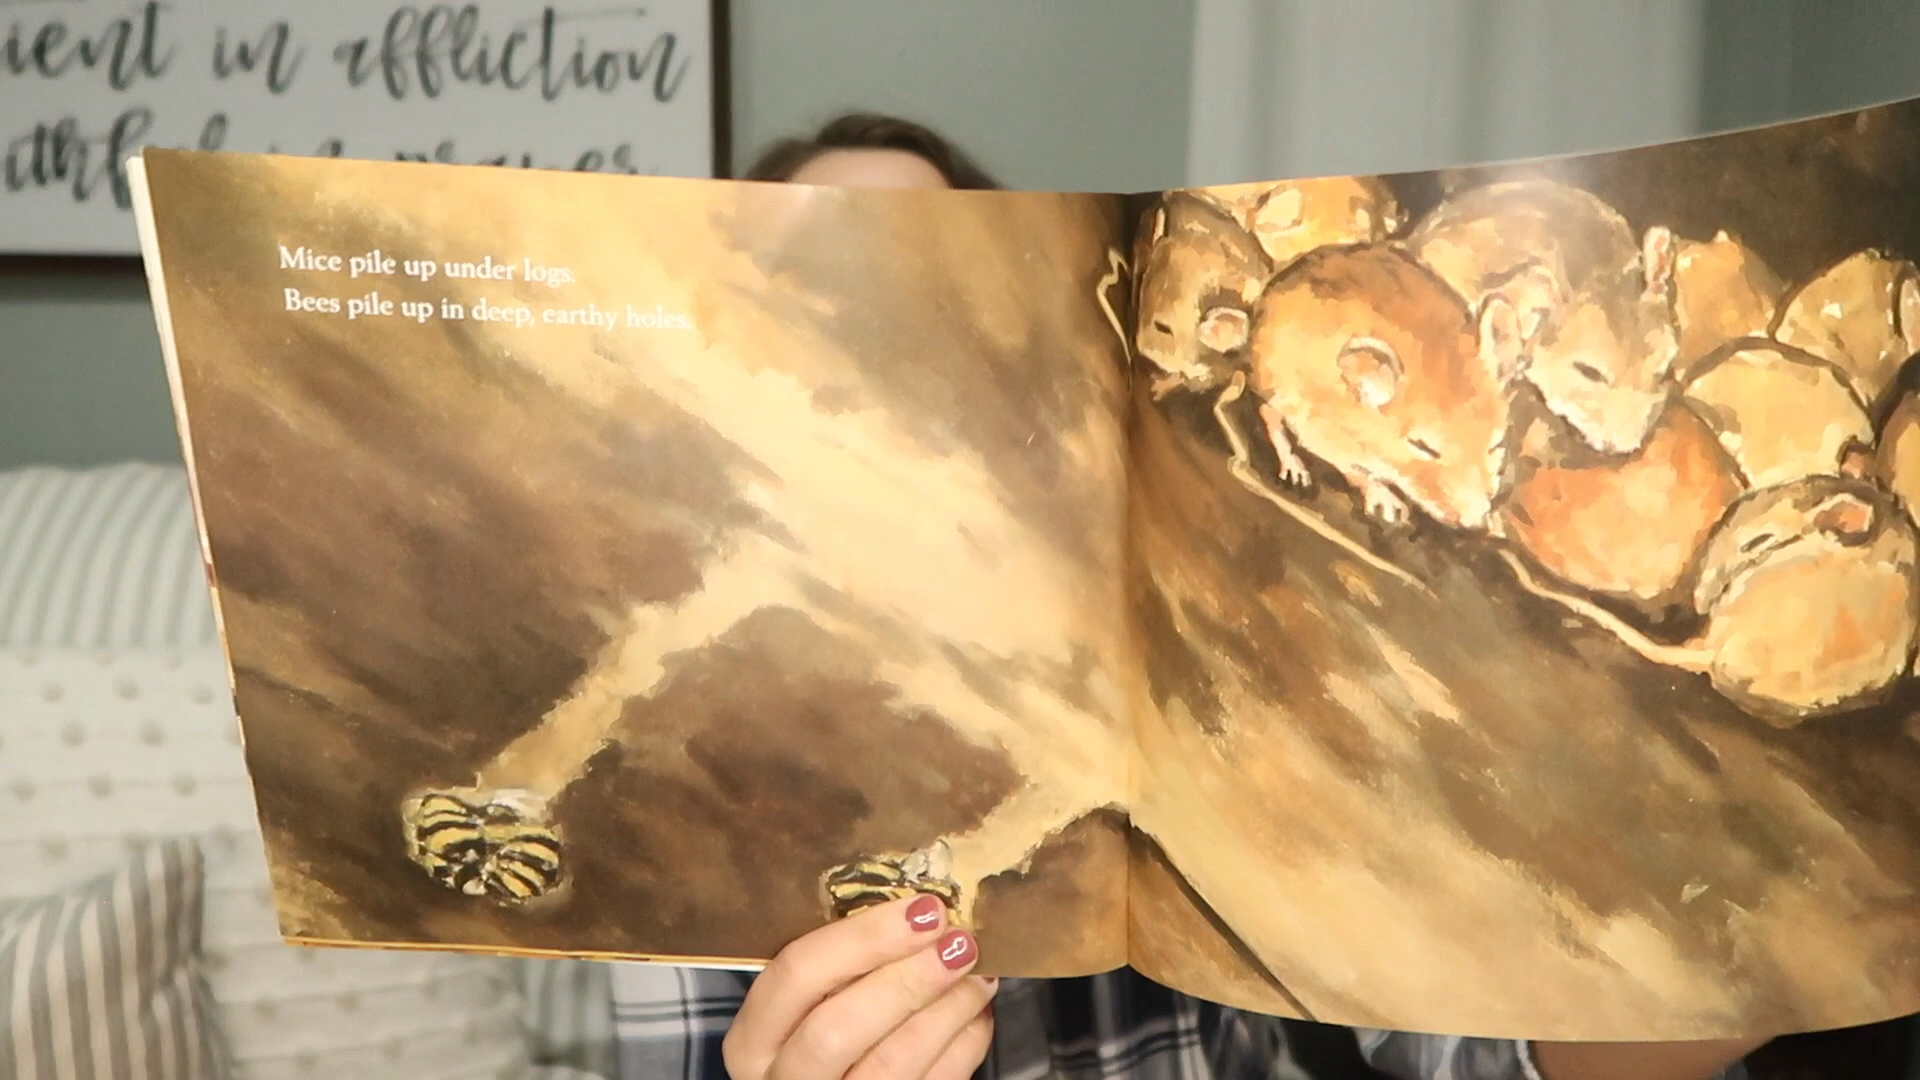 ient in affliction
Mice pile up under logs.
Bees pile up in deep, earthy holes.